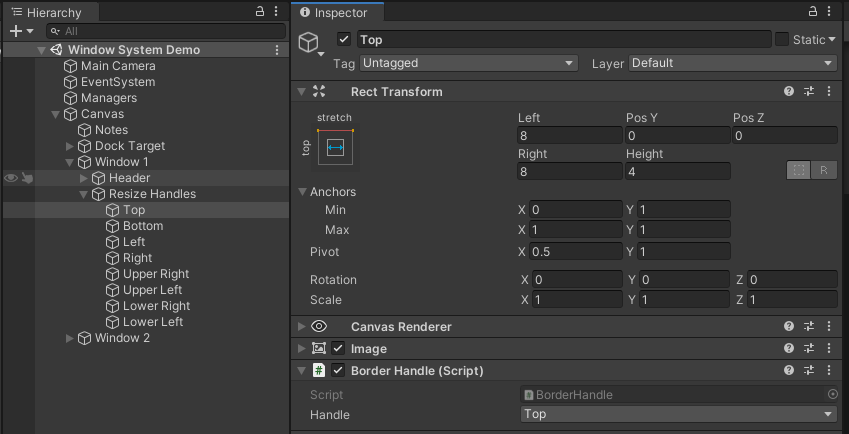 Hierarchy
All
Window System Demo
Main Camera
EventSystem
Managers
Canvas
Notes
Dock Target
Window 1
Header
Resize Handles
Top
Bottom
Left
Right
Upper Right
Upper Left
Lower Right
Lower Left
Window 2
Inspector
Top
Static
Tag Untagged Layer Default
Rect Transform
stretch
top
Left Pos Y Pos Z
8 0 0
Right Height
8 4
R
Anchors
Min X 0 Y 1
Max X 1 Y 1
Pivot X 0.5 Y 1
Rotation X 0 Y 0 Z 0
Scale X 1 Y 1 Z 1
Canvas Renderer
Image
# Border Handle (Script)
Script # BorderHandle
Handle Top